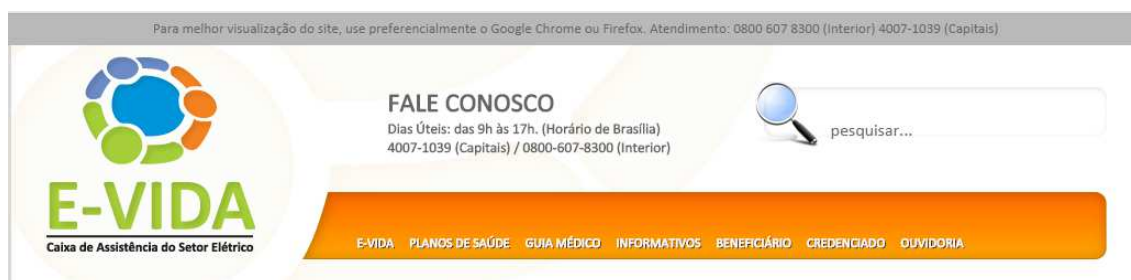 Para melhor visualização do site, use preferencialmente o Google Chrome ou Firefox. Atendimento: 0800 607 8300 (Interior) 4007-1039 (Capitais)
FALE CONOSCO
Dias Úteis: das 9h às 17h. (Horário de Brasília)
4007-1039 (Capitais) / 0800-607-8300 (Interior)
pesquisar...
E-VIDA
Caixa de Assistência do Setor Elétrico
E-VIDA PLANOS DE SAÚDE GUIA MÉDICO INFORMATIVOS BENEFICIÁRIO CREDENCIADO OUVIDORIA